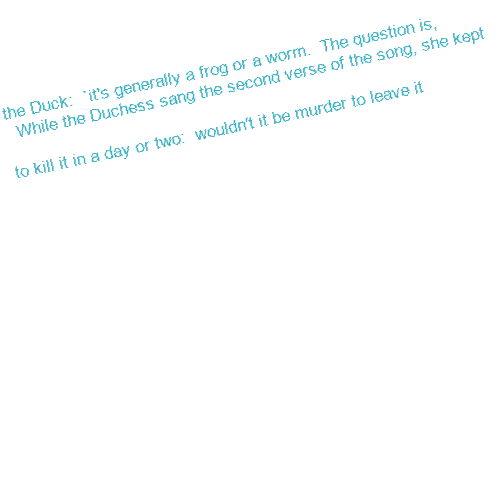 the Duck:  `it's generally a frog or a worm.  The question is,
While the Duchess sang the second verse of the song, she kept
to kill it in a day or two:  wouldn't it be murder to leave it